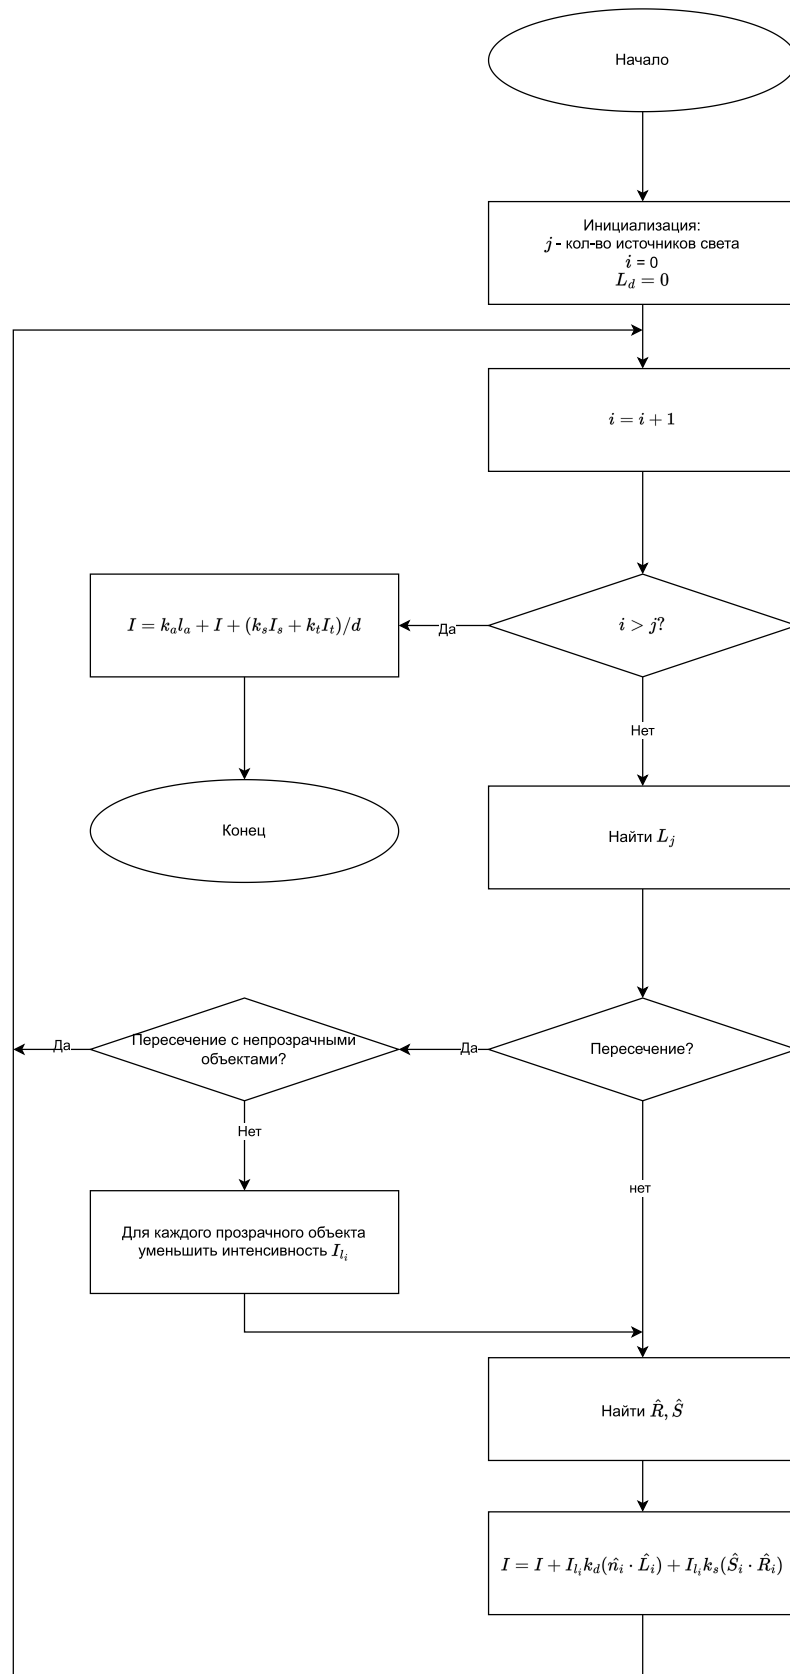 Начало
Инициализация:
j - кол-во источников света
i = 0
L_d = 0
i = i + 1
i > j?
Да
I = k_a l_a + I + (k_s I_s + k_t I_t)/d
Нет
Конец
Найти L_j
Пересечение?
Да
Пересечение с непрозрачными
объектами?
Да
Нет
нет
Для каждого прозрачного объекта
уменьшить интенсивность I_{l_i}
Найти R̂, Ŝ
I = I + I_{l_i} k_d (n̂_i · L̂_i) + I_{l_i} k_s (Ŝ_i · R̂_i)